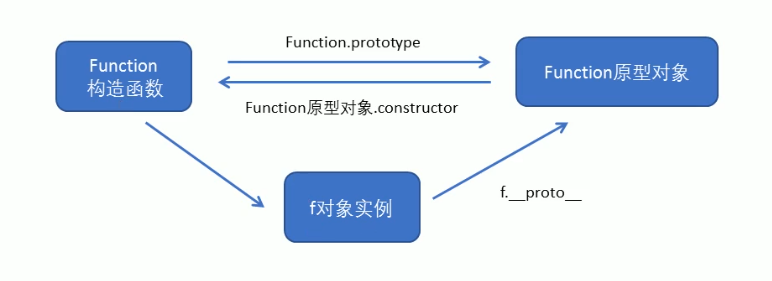 Function.prototype
Function
构造函数
Function原型对象
Function原型对象.constructor
f对象实例
f.__proto__